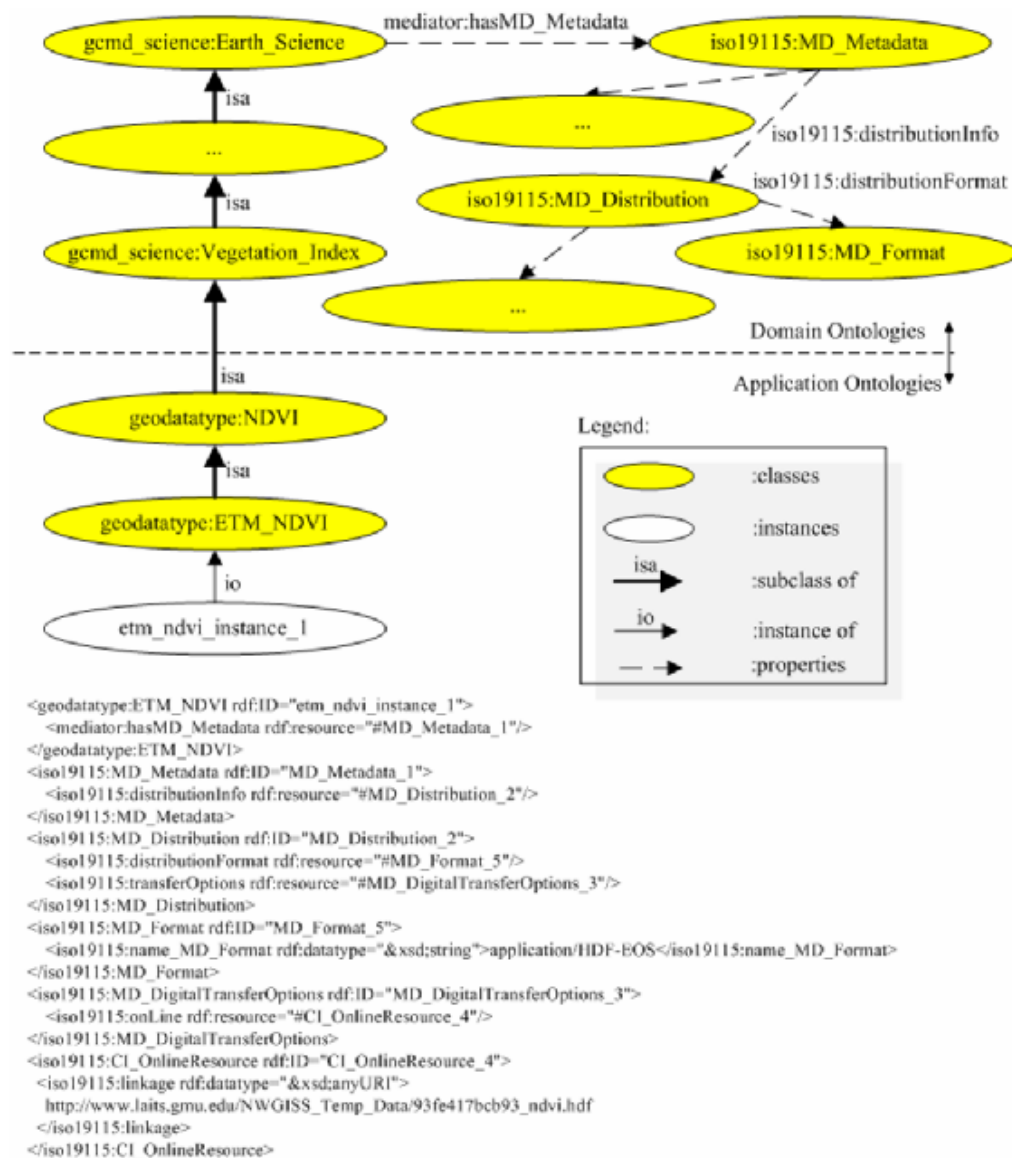 gcmd_science:Earth_Science
mediator:hasMD_Metadata
iso19115:MD_Metadata
isa
...
...
iso19115:distributionInfo
isa
iso19115:MD_Distribution
iso19115:distributionFormat
gcmd_science:Vegetation_Index
iso19115:MD_Format
...
Domain Ontologies
isa
Application Ontologies
geodatatype:NDVI
Legend:
isa
:classes
geodatatype:ETM_NDVI
:instances
io
isa
:subclass of
etm_ndvi_instance_1
io
:instance of
:properties
<geodatatype:ETM_NDVI rdf:ID="etm_ndvi_instance_1">
<mediator:hasMD_Metadata rdf:resource="#MD_Metadata_1"/>
</geodatatype:ETM_NDVI>
<iso19115:MD_Metadata rdf:ID="MD_Metadata_1">
<iso19115:distributionInfo rdf:resource="#MD_Distribution_2"/>
</iso19115:MD_Metadata>
<iso19115:MD_Distribution rdf:ID="MD_Distribution_2">
<iso19115:distributionFormat rdf:resource="#MD_Format_5"/>
<iso19115:transferOptions rdf:resource="#MD_DigitalTransferOptions_3"/>
</iso19115:MD_Distribution>
<iso19115:MD_Format rdf:ID="MD_Format_5">
<iso19115:name_MD_Format rdf:datatype="&xsd;string">application/HDF-EOS</iso19115:name_MD_Format>
</iso19115:MD_Format>
<iso19115:MD_DigitalTransferOptions rdf:ID="MD_DigitalTransferOptions_3">
<iso19115:onLine rdf:resource="#CI_OnlineResource_4"/>
</iso19115:MD_DigitalTransferOptions>
<iso19115:CI_OnlineResource rdf:ID="CI_OnlineResource_4">
<iso19115:linkage rdf:datatype="&xsd;anyURI">
http://www.laits.gmu.edu/NWGISS_Temp_Data/93fe417bcb93_ndvi.hdf
</iso19115:linkage>
</iso19115:CI_OnlineResource>